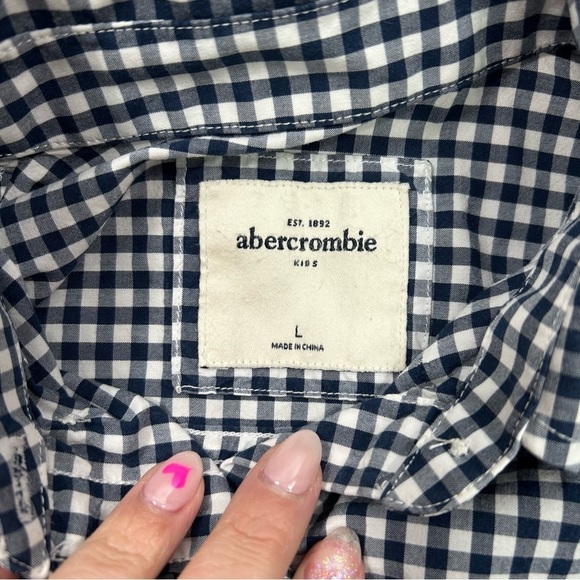 EST. 1892
abercrombie
KIDS
L
MADE IN CHINA